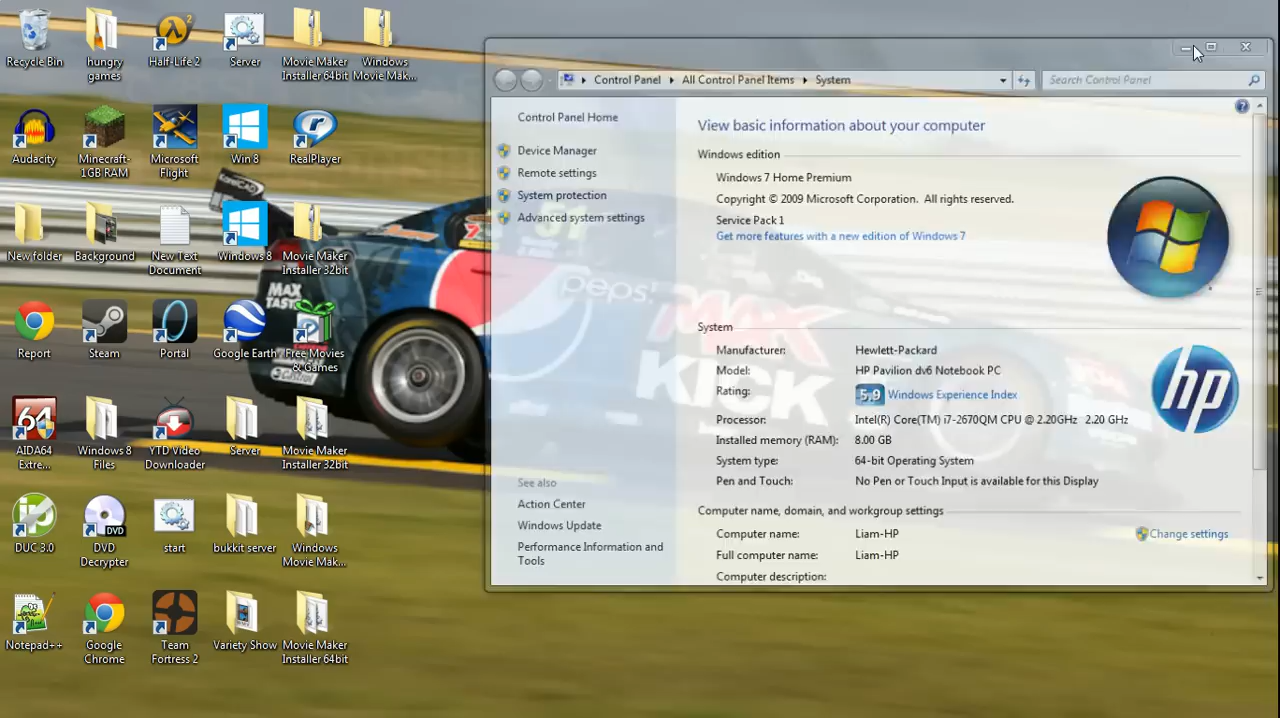 Recycle Bin
hungry
games
Half-Life 2
Server
Movie Maker
Installer 64bit
Windows
Movie Mak...
Audacity
Minecraft-
1GB RAM
Microsoft
Flight
Win 8
RealPlayer
New folder
Background
New Text
Document
Windows 8
Movie Maker
Installer 32bit
Report
Steam
Portal
Google Earth
Free Movies
& Games
64
AIDA64
Extre...
Windows 8
Files
YTD Video
Downloader
Server
Movie Maker
Installer 32bit
DUC 3.0
DVD
DVD
Decrypter
start
bukkit server
Windows
Movie Mak...
Notepad++
Google
Chrome
Team
Fortress 2
Variety Show
Movie Maker
Installer 64bit
Control Panel
All Control Panel Items
System
Search Control Panel
Control Panel Home
Device Manager
Remote settings
System protection
Advanced system settings
See also
Action Center
Windows Update
Performance Information and
Tools
View basic information about your computer
Windows edition
Windows 7 Home Premium
Copyright © 2009 Microsoft Corporation.  All rights reserved.
Service Pack 1
Get more features with a new edition of Windows 7
System
Manufacturer: Hewlett-Packard
Model: HP Pavilion dv6 Notebook PC
Rating: 5,9 Windows Experience Index
Processor: Intel(R) Core(TM) i7-2670QM CPU @ 2.20GHz 2.20 GHz
Installed memory (RAM): 8.00 GB
System type: 64-bit Operating System
Pen and Touch: No Pen or Touch Input is available for this Display
hp
Computer name, domain, and workgroup settings
Computer name: Liam-HP
Change settings
Full computer name: Liam-HP
Computer description:
MAX
TAST
pepsi
MAX
KICK